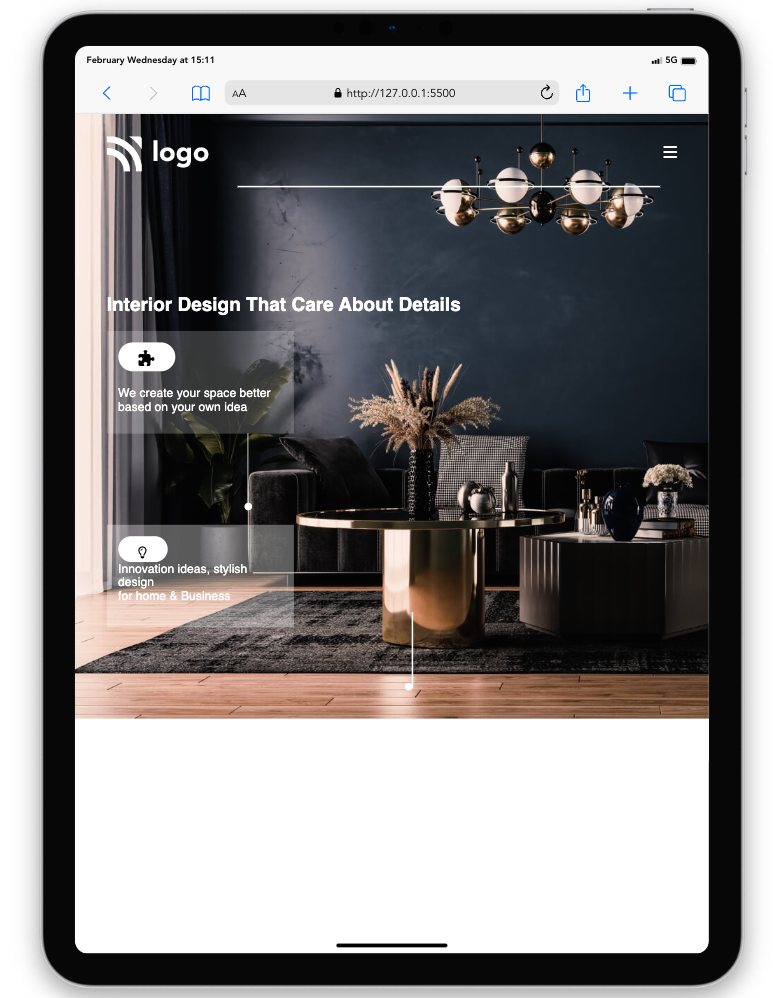 February Wednesday at 15:11
5G
AA
http://127.0.0.1:5500
logo
Interior Design That Care About Details
We create your space better
based on your own idea
Innovation ideas, stylish
design
for home & Business